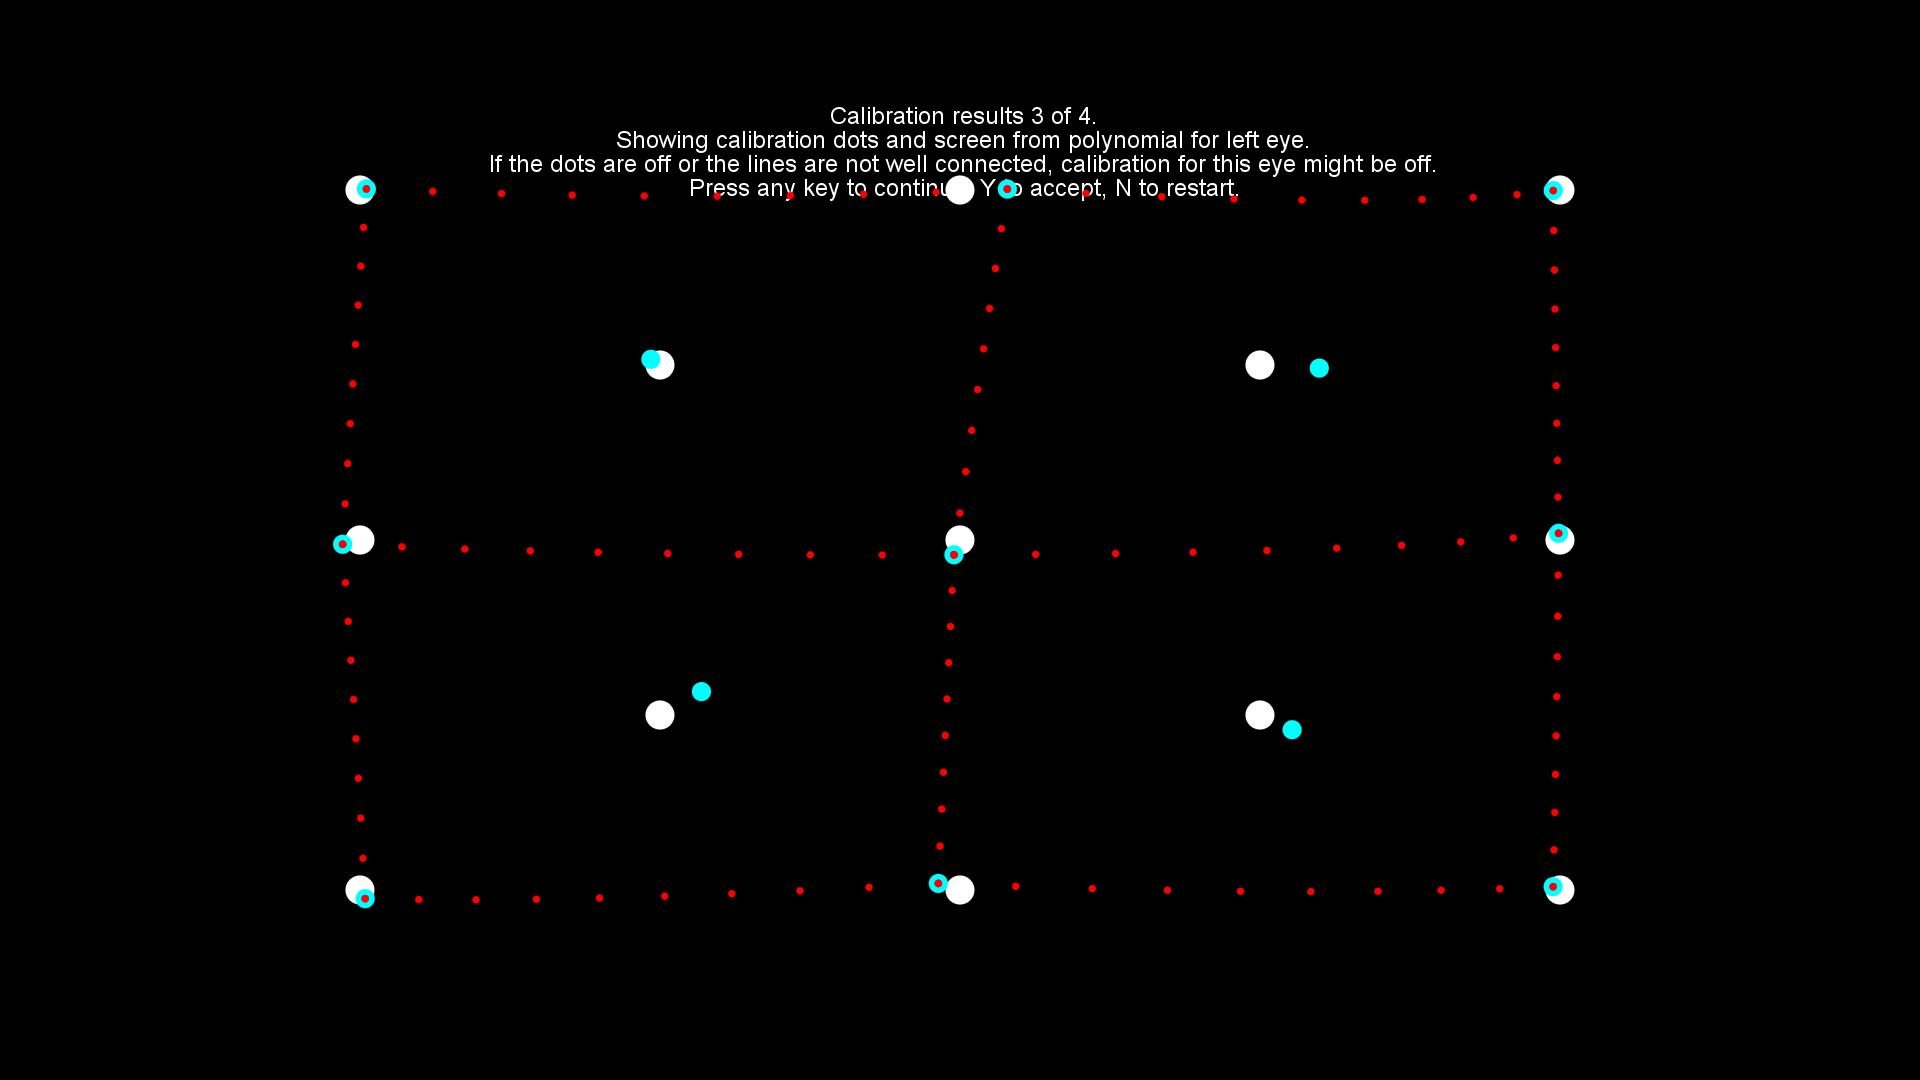 Calibration results 3 of 4.
Showing calibration dots and screen from polynomial for left eye.
If the dots are off or the lines are not well connected, calibration for this eye might be off.
Press any key to continue, Y to accept, N to restart.